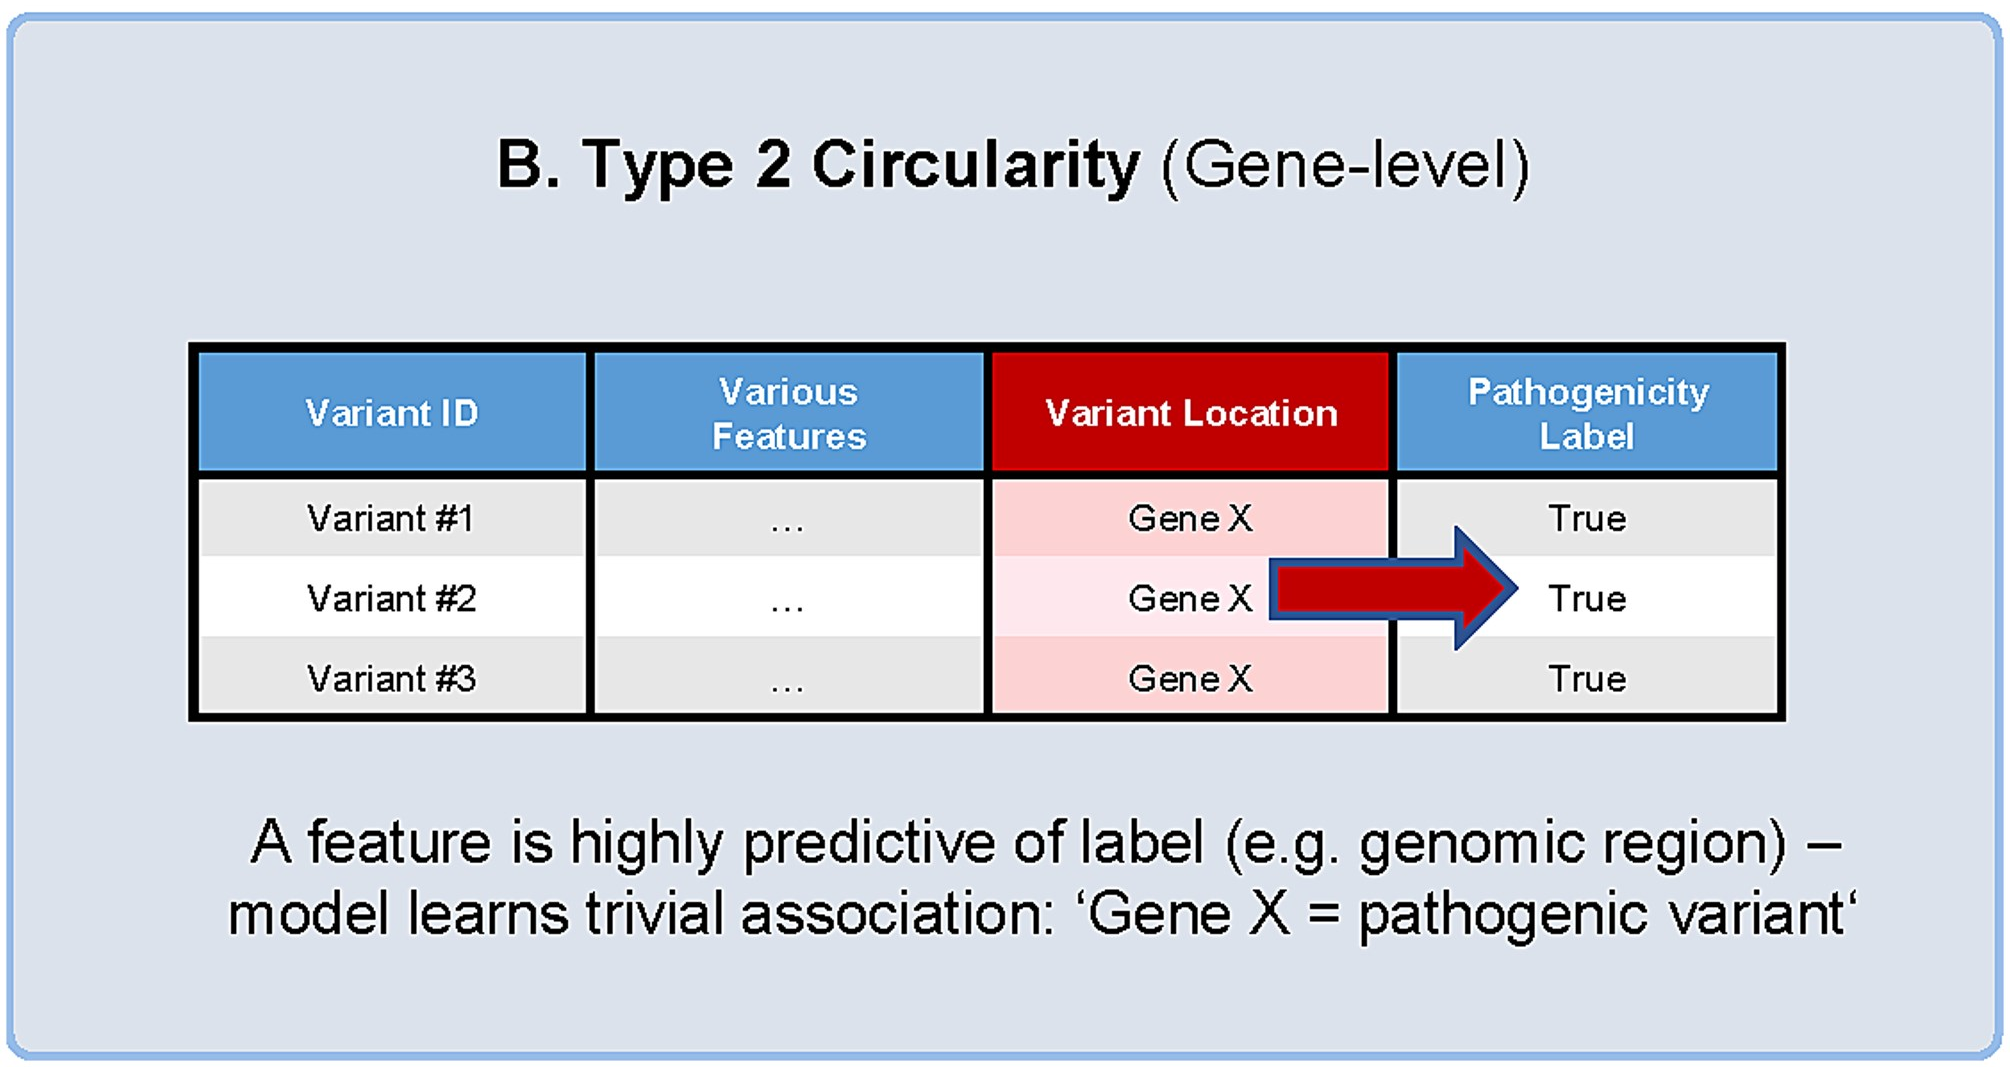 B. Type 2 Circularity (Gene-level)
Variant ID
Various
Features
Variant Location
Pathogenicity
Label
Variant #1
...
Gene X
True
Variant #2
...
Gene X
True
Variant #3
...
Gene X
True
A feature is highly predictive of label (e.g. genomic region) –
model learns trivial association: ‘Gene X = pathogenic variant‘